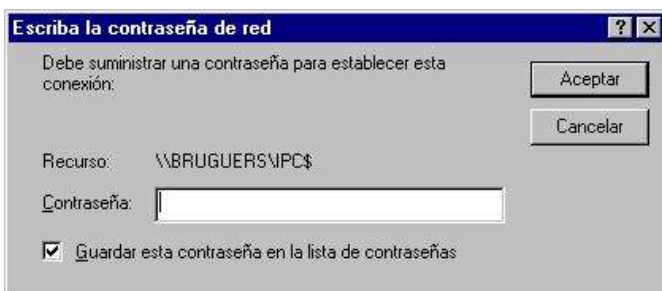 Escriba la contraseña de red
Debe suministrar una contraseña para establecer esta
conexión:
Aceptar
Cancelar
Recurso: \\BRUGUERS\IPC$
Contraseña:
Guardar esta contraseña en la lista de contraseñas